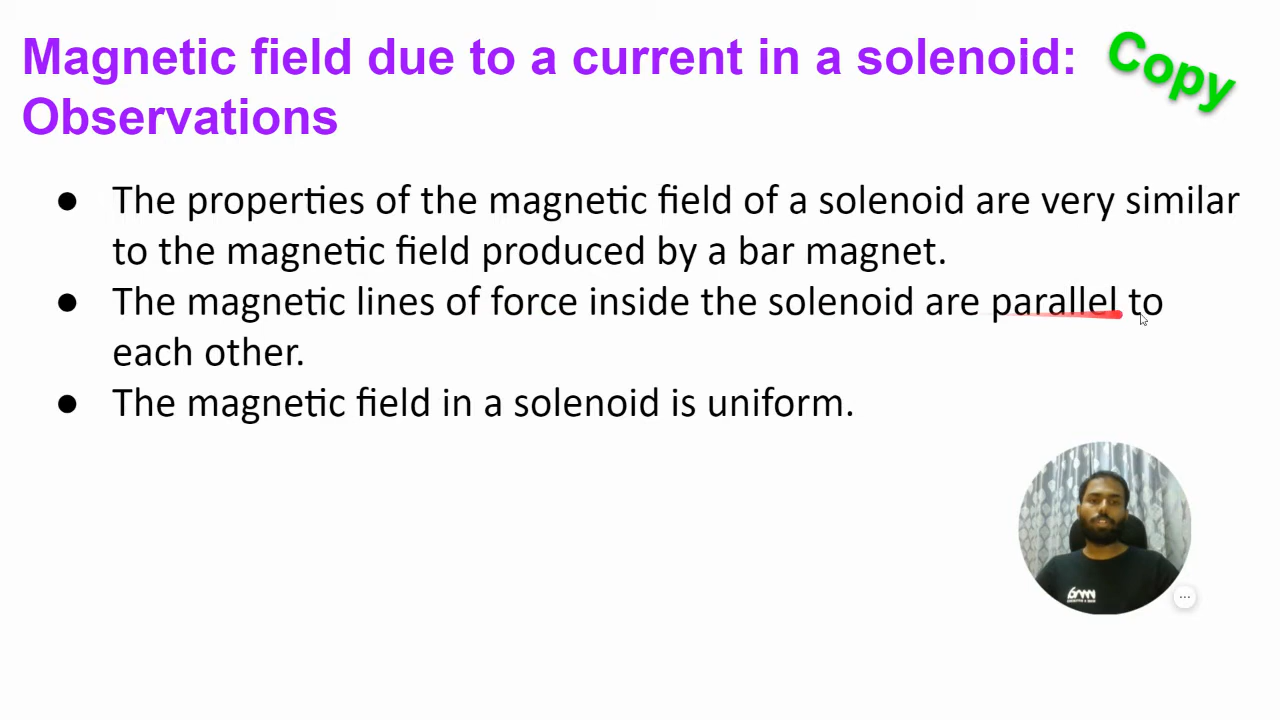 Magnetic field due to a current in a solenoid:
Observations
Copy
● The properties of the magnetic field of a solenoid are very similar
to the magnetic field produced by a bar magnet.
● The magnetic lines of force inside the solenoid are parallel to
each other.
● The magnetic field in a solenoid is uniform.